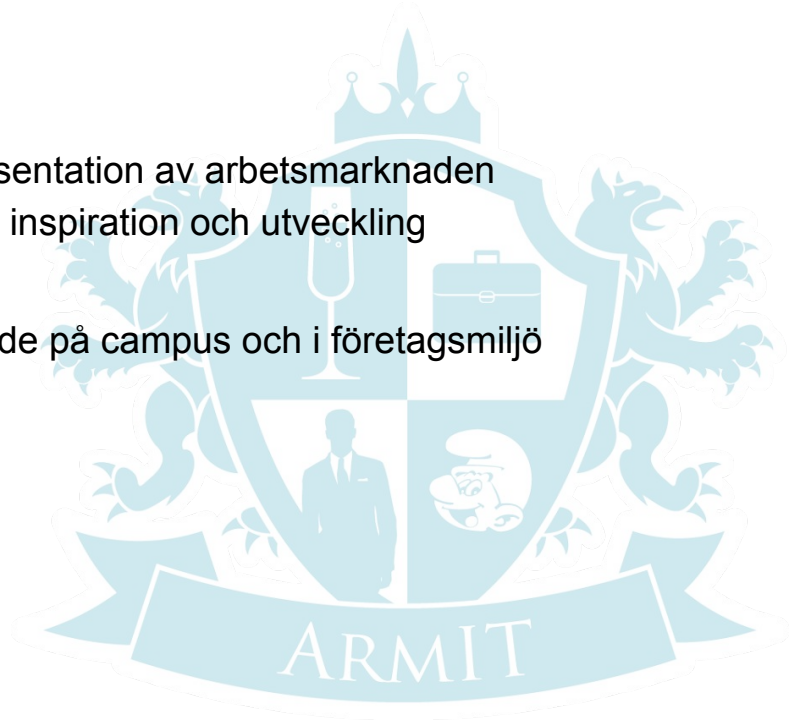 sentation av arbetsmarknaden
inspiration och utveckling
de på campus och i företagsmiljö
ARMIT